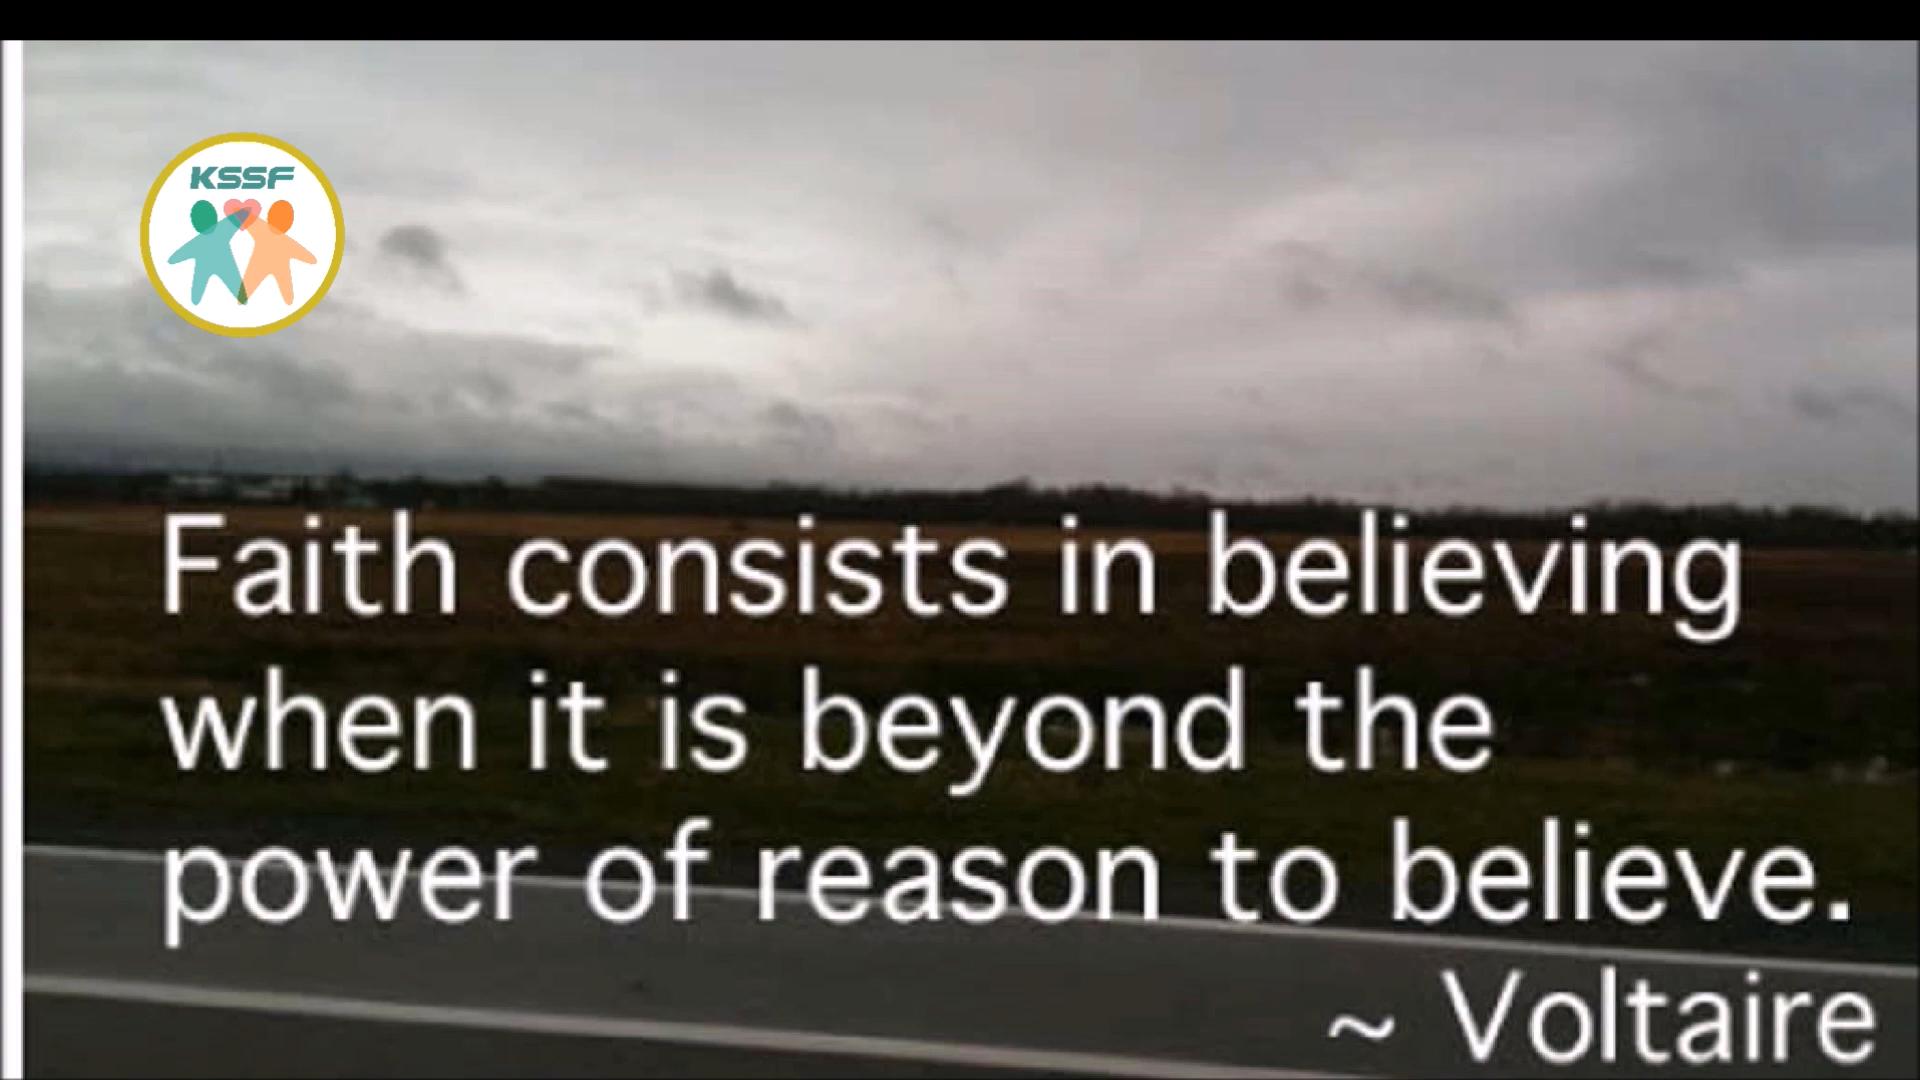 KSSF
Faith consists in believing
when it is beyond the
power of reason to believe.
~ Voltaire